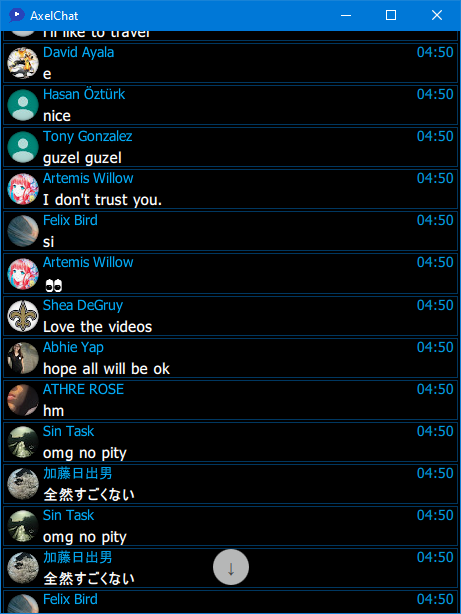 AxelChat
I'll like to travel
David Ayala 04:50
e
Hasan Öztürk 04:50
nice
Tony Gonzalez 04:50
guzel guzel
Artemis Willow 04:50
I don't trust you.
Felix Bird 04:50
si
Artemis Willow 04:50
👀
Shea DeGruy 04:50
Love the videos
Abhie Yap 04:50
hope all will be ok
ATHRE ROSE 04:50
hm
Sin Task 04:50
omg no pity
加藤日出男 04:50
全然すごくない
Sin Task 04:50
omg no pity
加藤日出男 04:50
全然すごくない
↓
Felix Bird 04:50